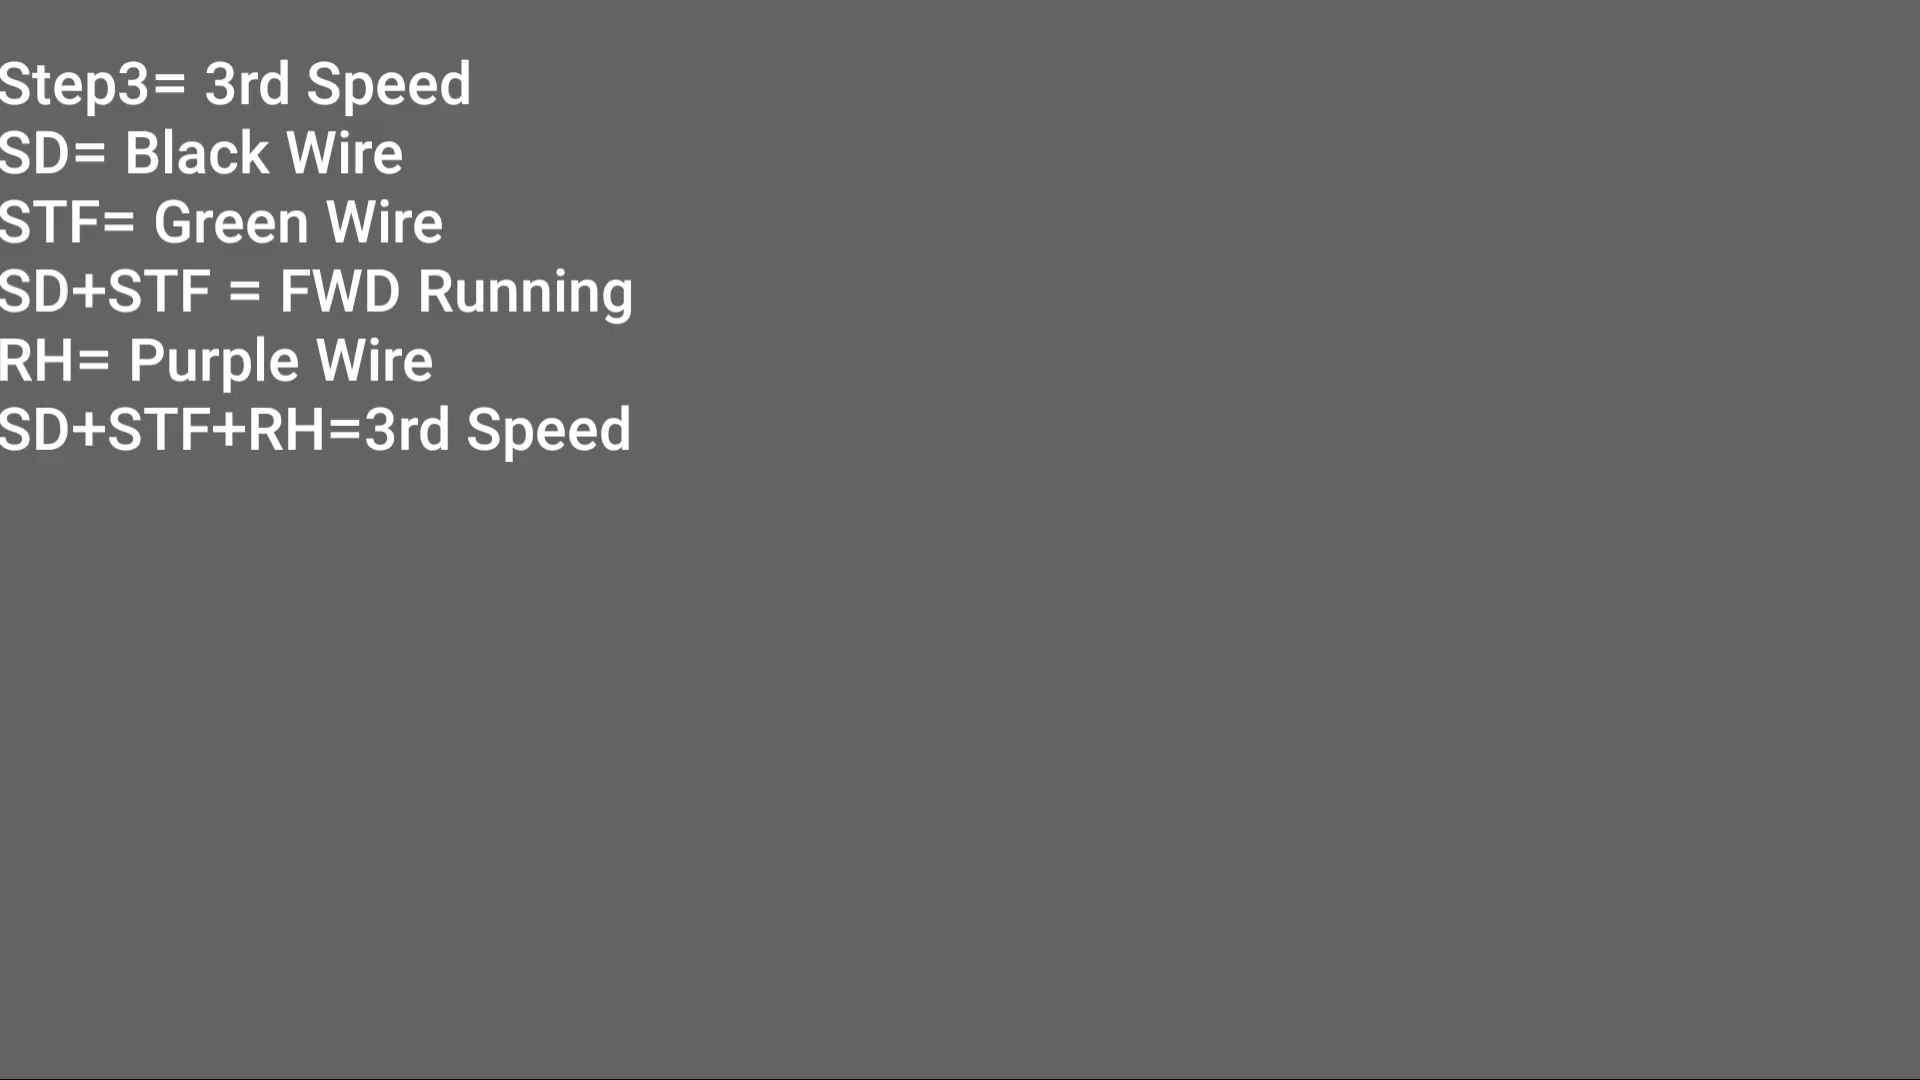 Step3= 3rd Speed
SD= Black Wire
STF= Green Wire
SD+STF = FWD Running
RH= Purple Wire
SD+STF+RH=3rd Speed